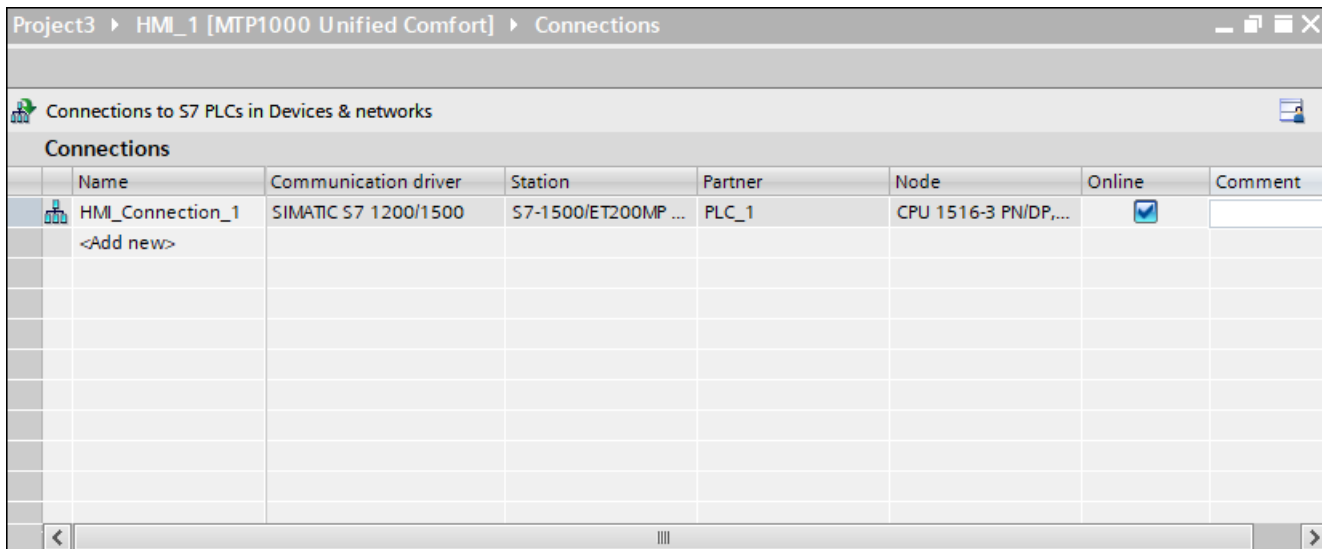 Project3 ▸ HMI_1 [MTP1000 Unified Comfort] ▸ Connections
Connections to S7 PLCs in Devices & networks
Connections
Name Communication driver Station Partner Node Online Comment
HMI_Connection_1 SIMATIC S7 1200/1500 S7-1500/ET200MP ... PLC_1 CPU 1516-3 PN/DP,...
<Add new>